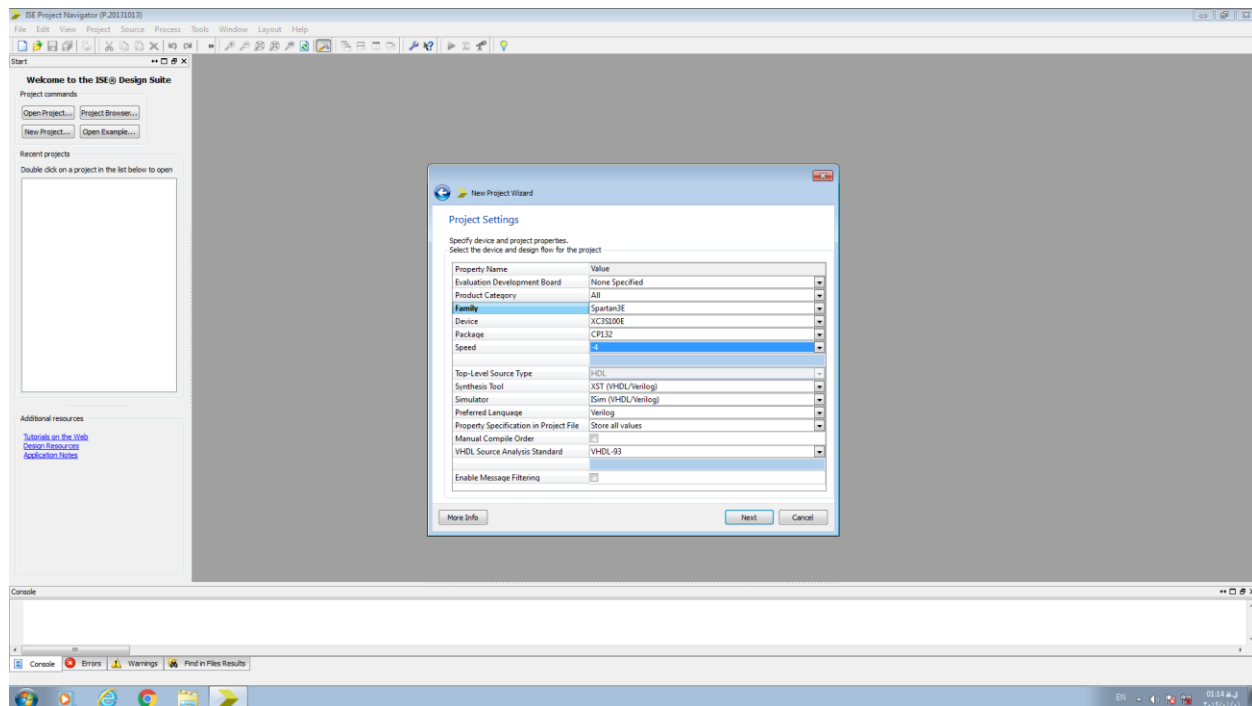 ISE Project Navigator (P.20131013)
File Edit View Project Source Process Tools Window Layout Help
Start
Welcome to the ISE® Design Suite
Project commands
Open Project... Project Browser...
New Project... Open Example...
Recent projects
Double click on a project in the list below to open
Additional resources
Tutorials on the Web
Design Resources
Application Notes
New Project Wizard
Project Settings
Specify device and project properties.
Select the device and design flow for the project
Property Name Value
Evaluation Development Board None Specified
Product Category All
Family Spartan3E
Device XC3S100E
Package CP132
Speed -4
Top-Level Source Type HDL
Synthesis Tool XST (VHDL/Verilog)
Simulator ISim (VHDL/Verilog)
Preferred Language Verilog
Property Specification in Project File Store all values
Manual Compile Order
VHDL Source Analysis Standard VHDL-93
Enable Message Filtering
More Info Next Cancel
Console
Console Errors Warnings Find in Files Results
EN 01:14